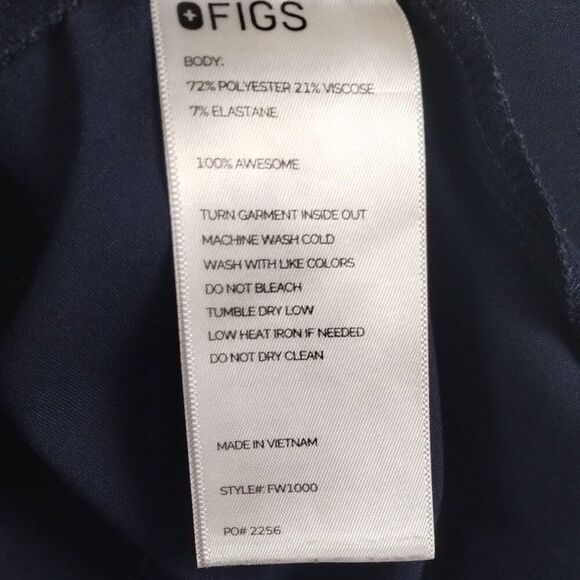 FIGS
BODY:
72% POLYESTER 21% VISCOSE
7% ELASTANE
100% AWESOME
TURN GARMENT INSIDE OUT
MACHINE WASH COLD
WASH WITH LIKE COLORS
DO NOT BLEACH
TUMBLE DRY LOW
LOW HEAT IRON IF NEEDED
DO NOT DRY CLEAN
MADE IN VIETNAM
STYLE#: FW1000
PO# 2256